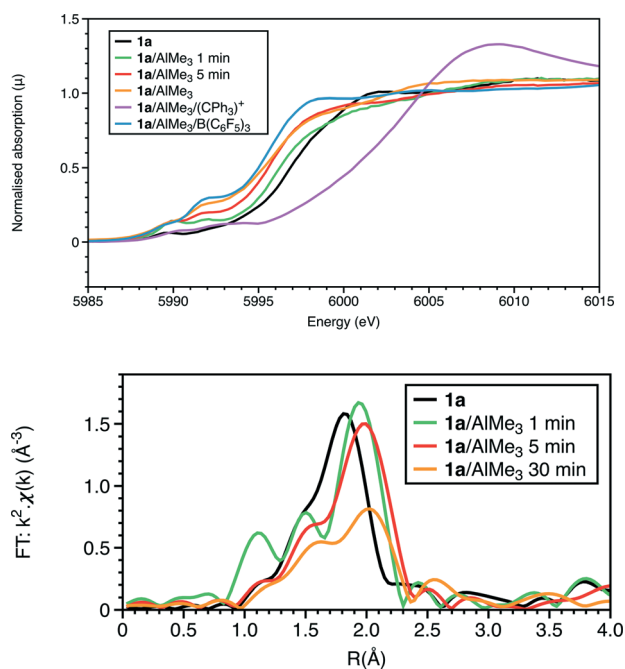 1.5
1.0
0.5
0
Normalised absorption (μ)
1a
1a/AlMe₃ 1 min
1a/AlMe₃ 5 min
1a/AlMe₃
1a/AlMe₃/(CPh₃)⁺
1a/AlMe₃/B(C₆F₅)₃
5985 5990 5995 6000 6005 6010 6015
Energy (eV)
1.5
1.0
0.5
0
FT: k².χ(k) (Å⁻³)
1a
1a/AlMe₃ 1 min
1a/AlMe₃ 5 min
1a/AlMe₃ 30 min
0 0.5 1.0 1.5 2.0 2.5 3.0 3.5 4.0
R(Å)